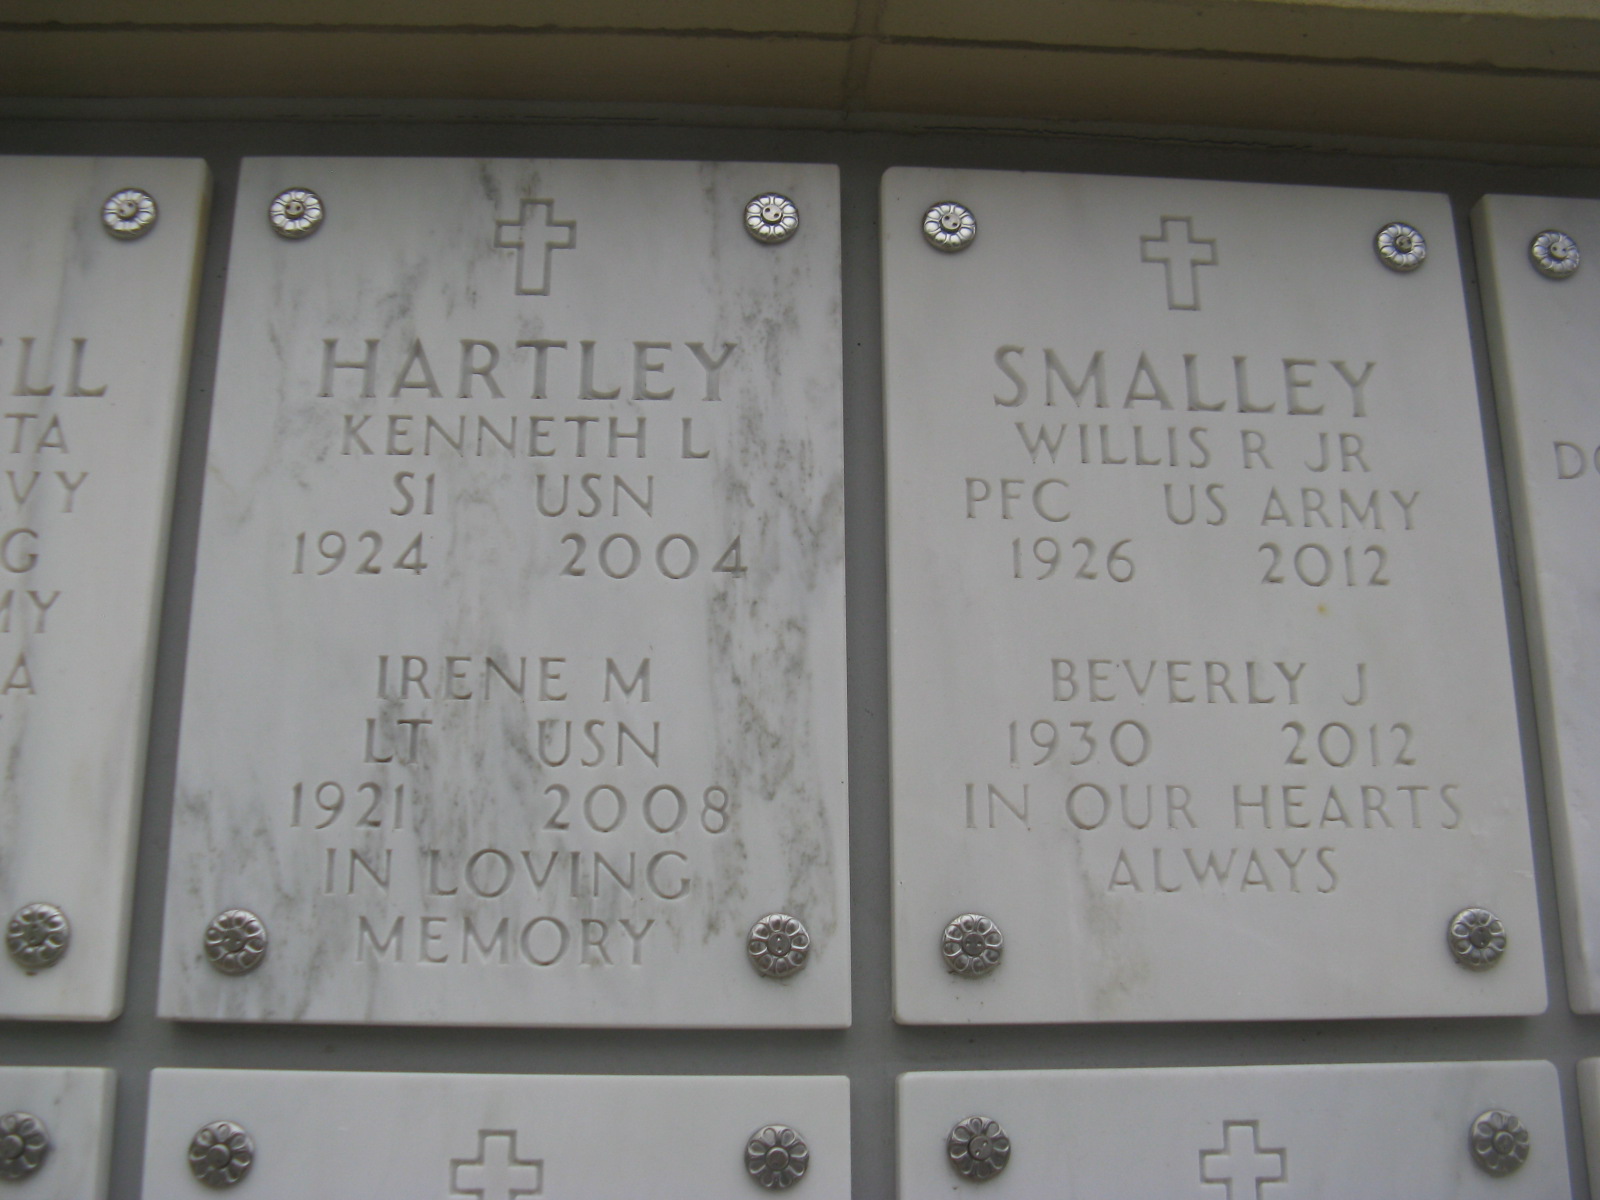 HARTLEY
KENNETH L
S1 USN
1924 2004
IRENE M
LT USN
1921 2008
IN LOVING
MEMORY
SMALLEY
WILLIS R JR
PFC US ARMY
1926 2012
BEVERLY J
1930 2012
IN OUR HEARTS
ALWAYS